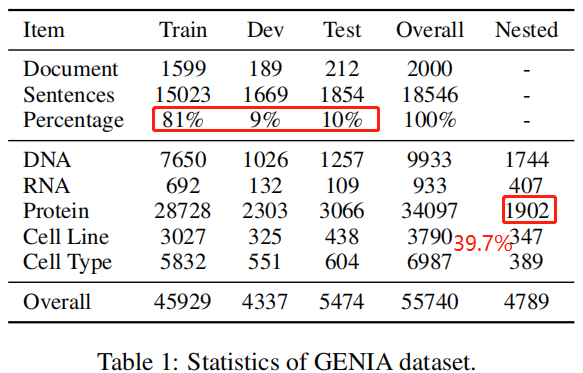 Item Train Dev Test Overall Nested
Document 1599 189 212 2000 -
Sentences 15023 1669 1854 18546 -
Percentage 81% 9% 10% 100% -
DNA 7650 1026 1257 9933 1744
RNA 692 132 109 933 407
Protein 28728 2303 3066 34097 1902
Cell Line 3027 325 438 3790 39.7% 347
Cell Type 5832 551 604 6987 389
Overall 45929 4337 5474 55740 4789
Table 1: Statistics of GENIA dataset.